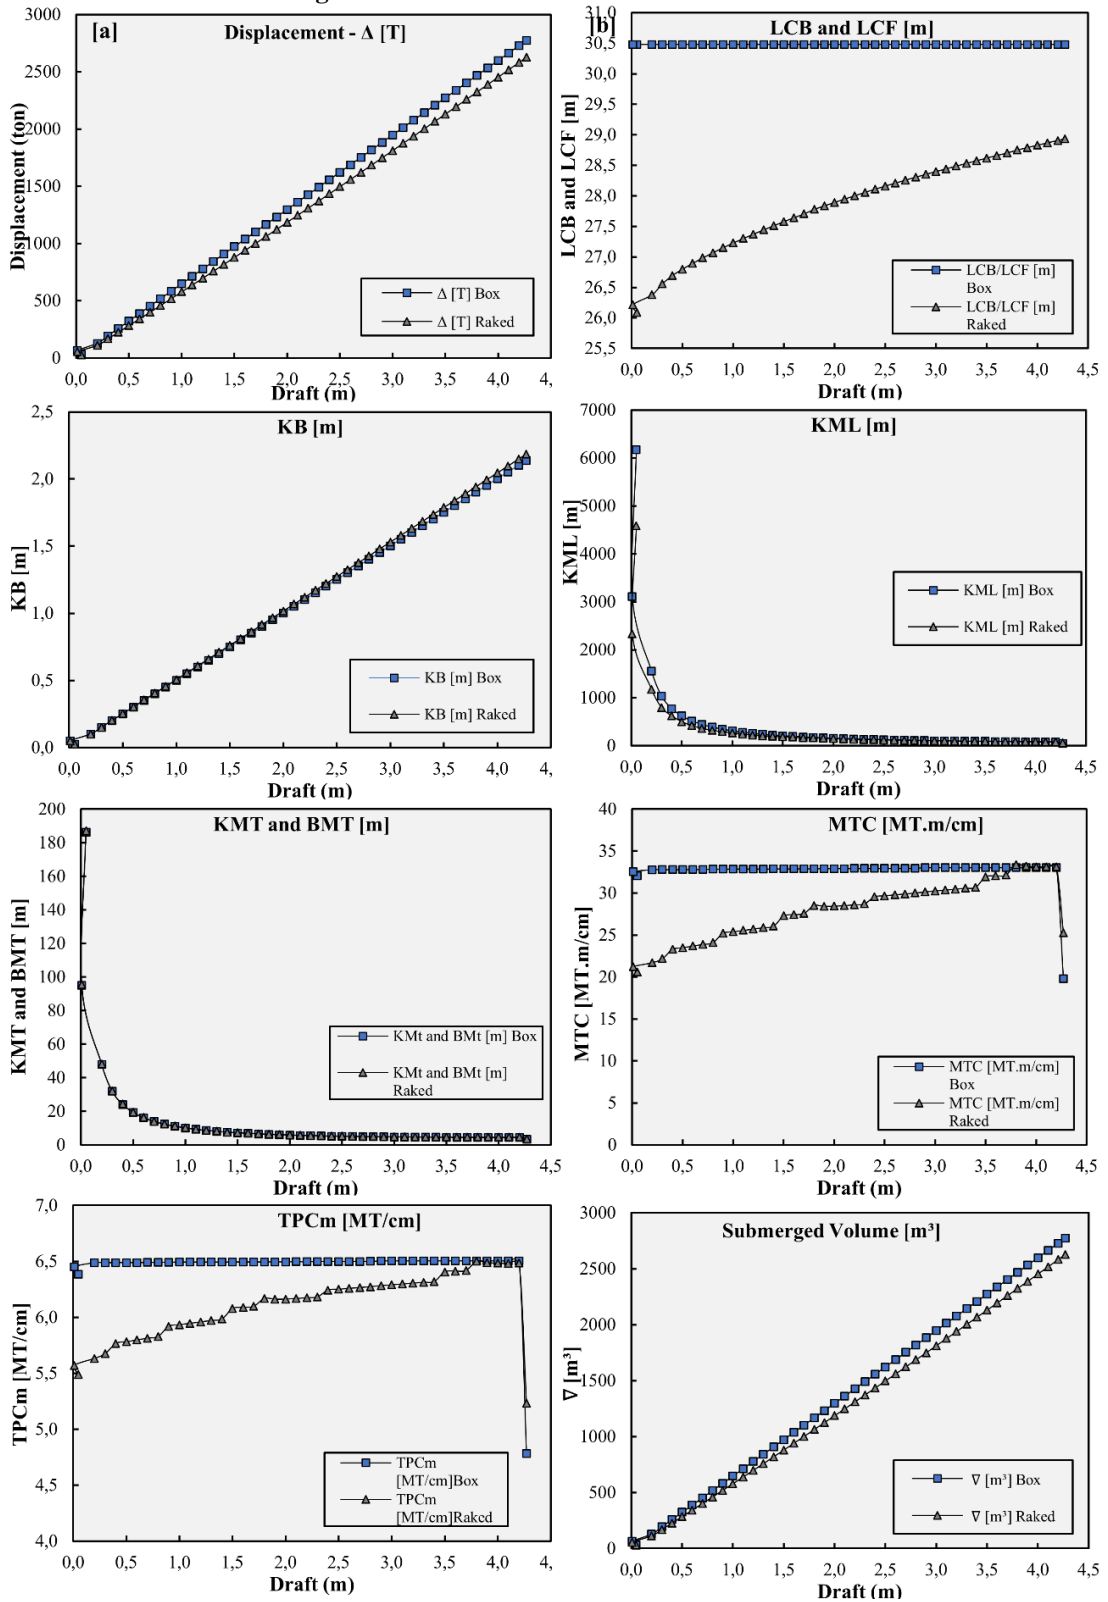 [a]
Displacement - Δ [T]
3000
2500
2000
1500
1000
500
0
Displacement (ton)
Δ [T] Box
Δ [T] Raked
0,0 0,5 1,0 1,5 2,0 2,5 3,0 3,5 4,0 4,
Draft (m)
[b]
LCB and LCF [m]
31,0
30,5
30,0
29,5
29,0
28,5
28,0
27,5
27,0
26,5
26,0
25,5
LCB and LCF [m]
LCB/LCF [m]
Box
LCB/LCF [m]
Raked
0,0 0,5 1,0 1,5 2,0 2,5 3,0 3,5 4,0 4,5
Draft (m)
KB [m]
2,5
2,0
1,5
1,0
0,5
0,0
KB [m]
KB [m] Box
KB [m] Raked
0,0 0,5 1,0 1,5 2,0 2,5 3,0 3,5 4,0 4,
Draft (m)
KML [m]
7000
6000
5000
4000
3000
2000
1000
0
KML [m]
KML [m] Box
KML [m] Raked
0,0 0,5 1,0 1,5 2,0 2,5 3,0 3,5 4,0 4,5
Draft (m)
KMT and BMT [m]
200
180
160
140
120
100
80
60
40
20
0
KMT and BMT [m]
KMt and BMt [m] Box
KMt and BMt [m]
Raked
0,0 0,5 1,0 1,5 2,0 2,5 3,0 3,5 4,0 4,5
Draft (m)
MTC [MT.m/cm]
40
35
30
25
20
15
10
5
0
MTC [MT.m/cm]
MTC [MT.m/cm]
Box
MTC [MT.m/cm]
Raked
0,0 0,5 1,0 1,5 2,0 2,5 3,0 3,5 4,0 4,5
Draft (m)
TPCm [MT/cm]
7,0
6,5
6,0
5,5
5,0
4,5
4,0
TPCm [MT/cm]
TPCm
[MT/cm]Box
TPCm
[MT/cm]Raked
0,0 0,5 1,0 1,5 2,0 2,5 3,0 3,5 4,0 4,
Draft (m)
Submerged Volume [m³]
3000
2500
2000
1500
1000
500
0
∇ [m³]
∇ [m³] Box
∇ [m³] Raked
0,0 0,5 1,0 1,5 2,0 2,5 3,0 3,5 4,0 4,5
Draft (m)